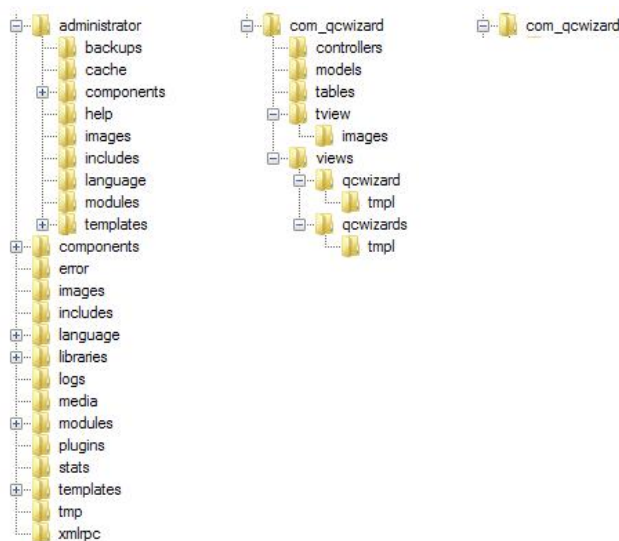 administrator
backups
cache
components
help
images
includes
language
modules
templates
components
error
images
includes
language
libraries
logs
media
modules
plugins
stats
templates
tmp
xmlrpc
com_qcwizard
controllers
models
tables
tview
images
views
qcwizard
tmpl
qcwizards
tmpl
com_qcwizard